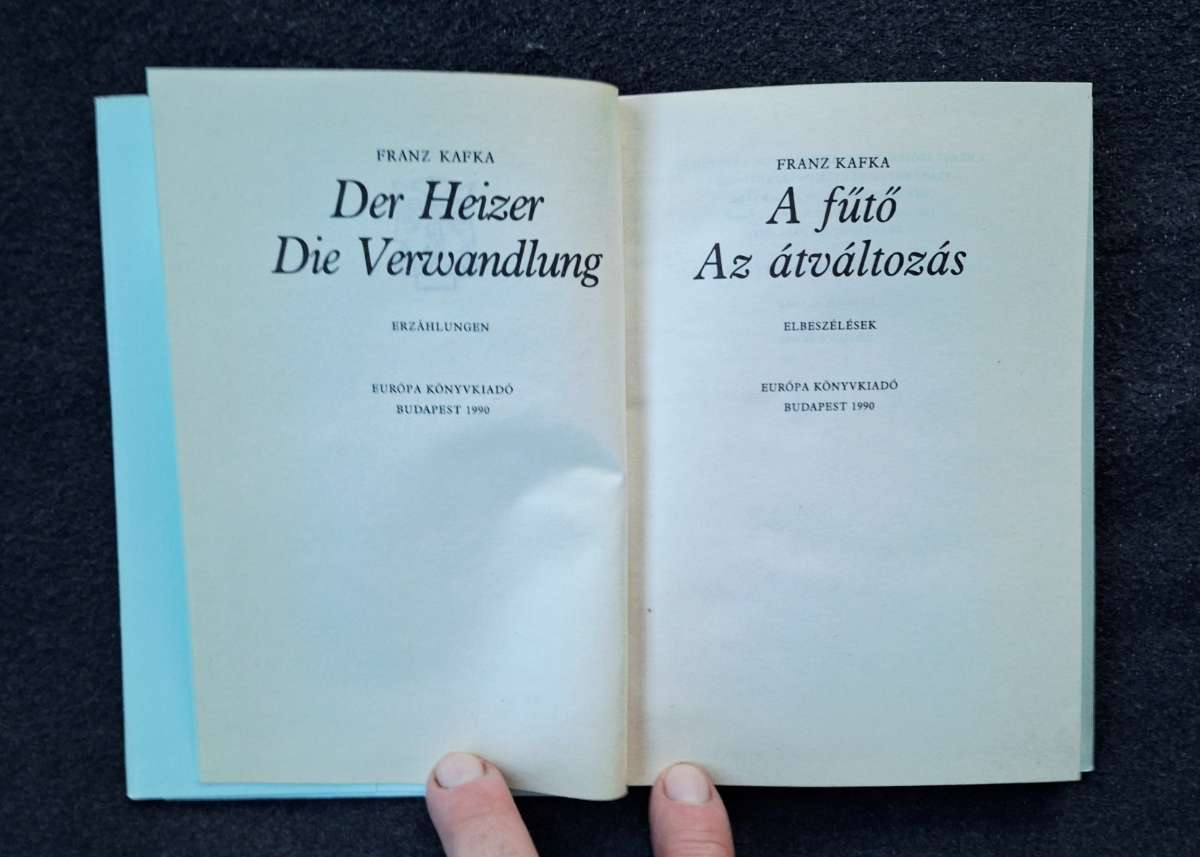 FRANZ KAFKA
Der Heizer
Die Verwandlung
ERZÄHLUNGEN
EURÓPA KÖNYVKIADÓ
BUDAPEST 1990
FRANZ KAFKA
A fűtő
Az átváltozás
ELBESZÉLÉSEK
EURÓPA KÖNYVKIADÓ
BUDAPEST 1990